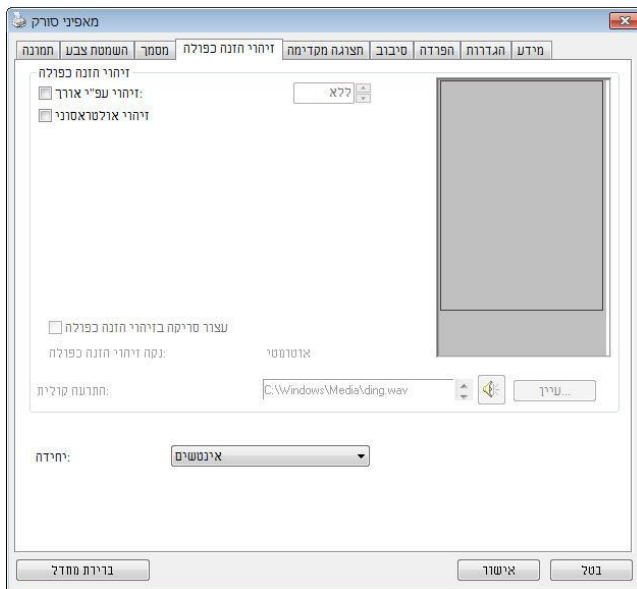 מאפיני סורק
תמונה השמטת צבע מסמך זיהוי הזנה כפולה תצוגה מקדימה סיבוב הפרדה הגדרות מידע
זיהוי הזנה כפולה
זיהוי עפ"י אורך: ללא
זיהוי אולטראסוני
עצור סריקה בזיהוי הזנה כפולה
נקה זיהוי הזנה כפולה: אוטומטי
התרעה קולית: C:\Windows\Media\ding.wav עיין...
יחידה: אינטשים
ברירת מחדל אישור בטל